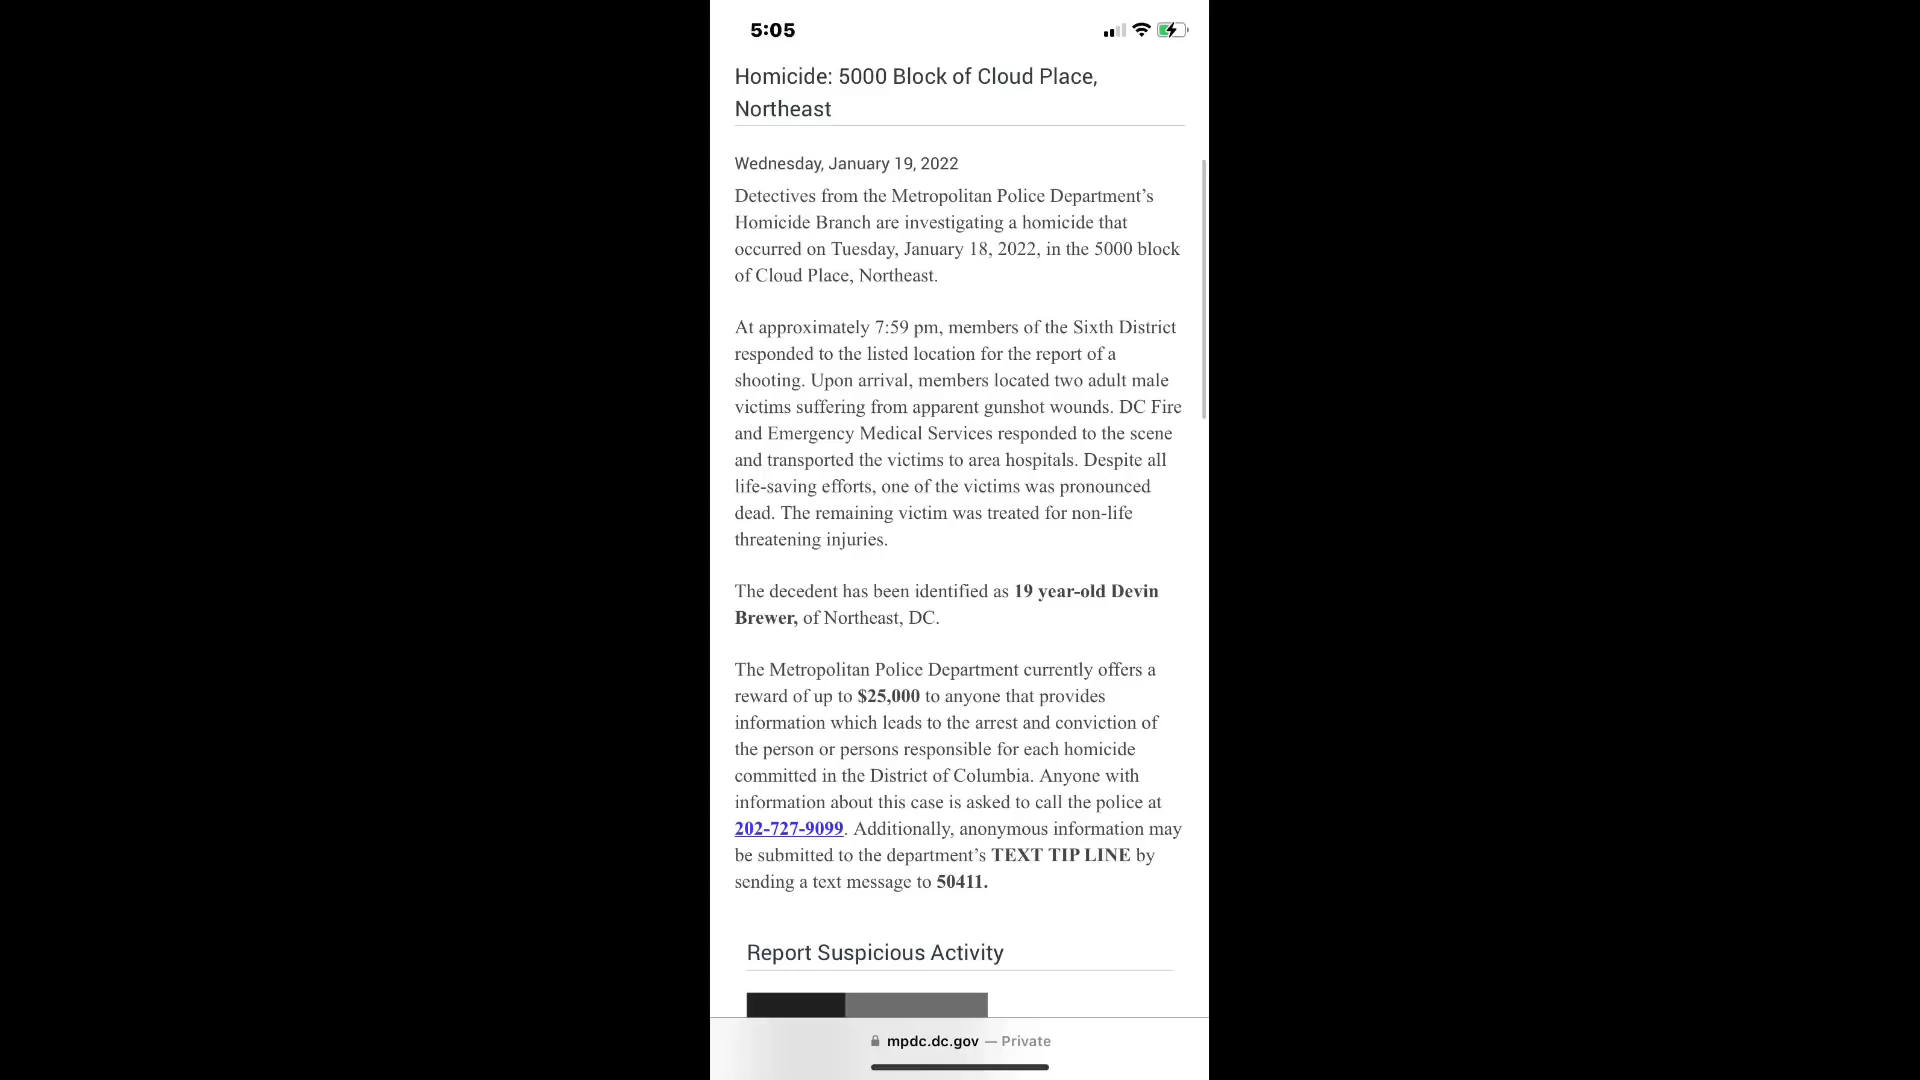 5:05
Homicide: 5000 Block of Cloud Place,
Northeast
Wednesday, January 19, 2022
Detectives from the Metropolitan Police Department’s
Homicide Branch are investigating a homicide that
occurred on Tuesday, January 18, 2022, in the 5000 block
of Cloud Place, Northeast.
At approximately 7:59 pm, members of the Sixth District
responded to the listed location for the report of a
shooting. Upon arrival, members located two adult male
victims suffering from apparent gunshot wounds. DC Fire
and Emergency Medical Services responded to the scene
and transported the victims to area hospitals. Despite all
life-saving efforts, one of the victims was pronounced
dead. The remaining victim was treated for non-life
threatening injuries.
The decedent has been identified as 19 year-old Devin
Brewer, of Northeast, DC.
The Metropolitan Police Department currently offers a
reward of up to $25,000 to anyone that provides
information which leads to the arrest and conviction of
the person or persons responsible for each homicide
committed in the District of Columbia. Anyone with
information about this case is asked to call the police at
202-727-9099. Additionally, anonymous information may
be submitted to the department’s TEXT TIP LINE by
sending a text message to 50411.
Report Suspicious Activity
mpdc.dc.gov — Private